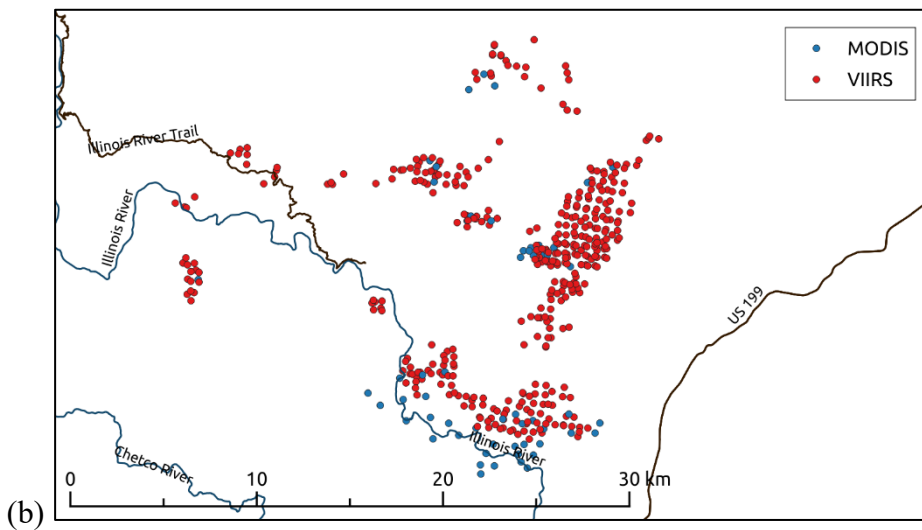 MODIS
VIIRS
Illinois River Trail
Illinois River
US 199
Illinois River
Chetco River
0 10 20 30 km
(b)